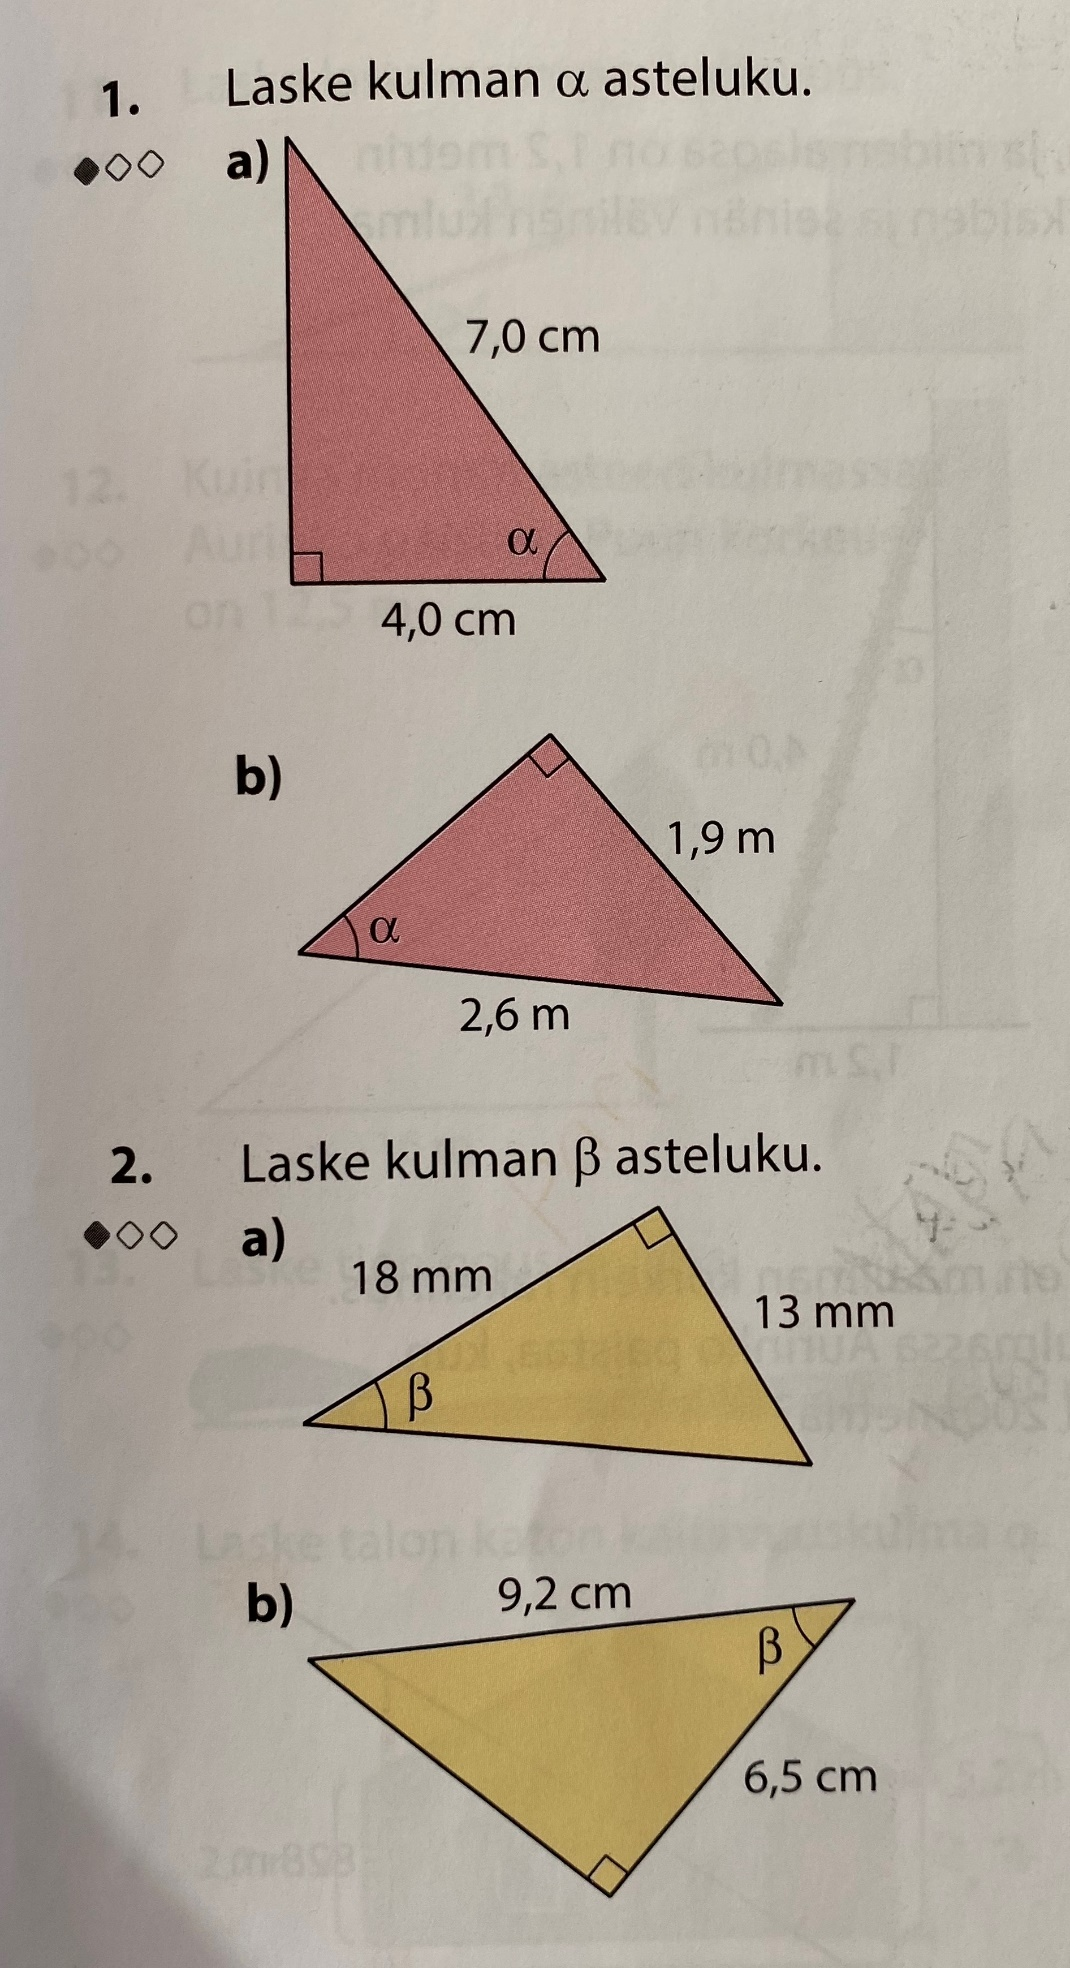 1. Laske kulman α asteluku.
a)
7,0 cm
α
4,0 cm
b)
1,9 m
α
2,6 m
2. Laske kulman β asteluku.
a)
18 mm
13 mm
β
b)
9,2 cm
β
6,5 cm